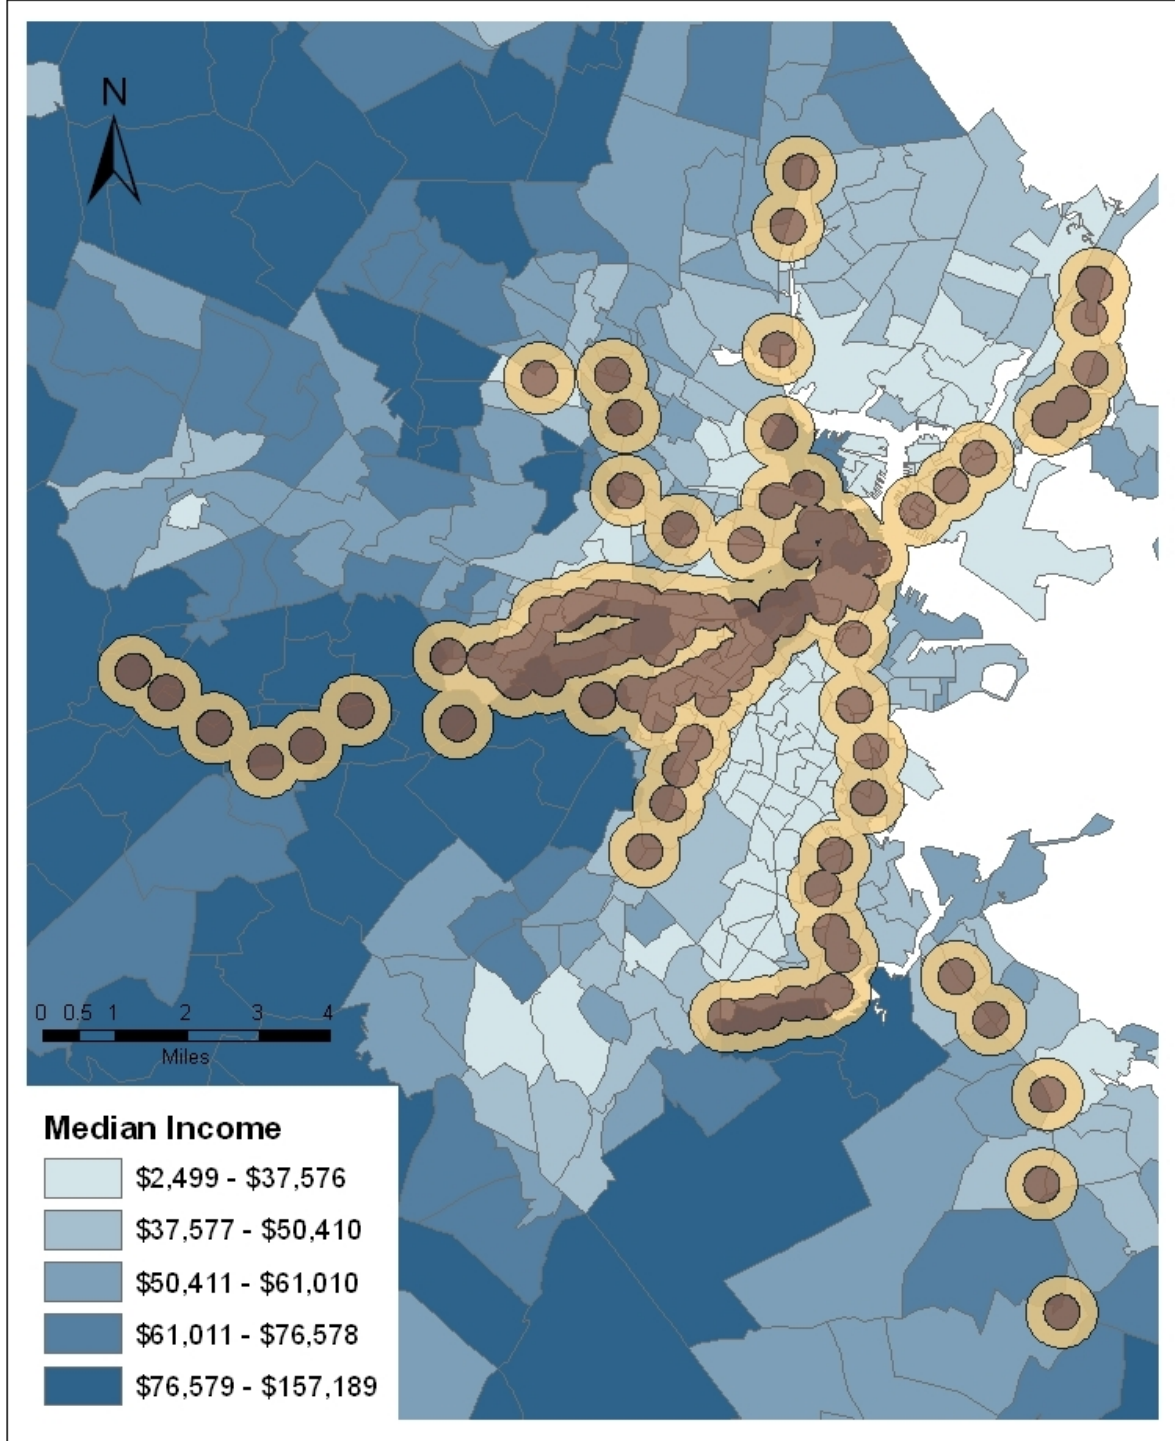 N
0 0.5 1 2 3 4
Miles
Median Income
$2,499 - $37,576
$37,577 - $50,410
$50,411 - $61,010
$61,011 - $76,578
$76,579 - $157,189